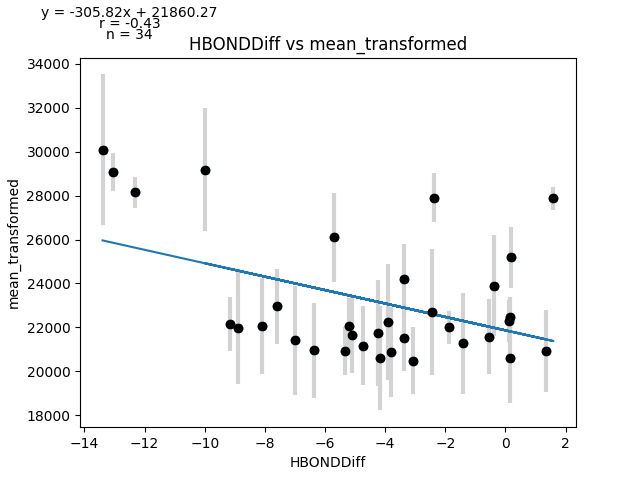 y = -305.82x + 21860.27
r = -0.43
n = 34
HBONDDiff vs mean_transformed
34000
32000
30000
28000
26000
24000
22000
20000
18000
mean_transformed
−14 −12 −10 −8 −6 −4 −2 0 2
HBONDDiff